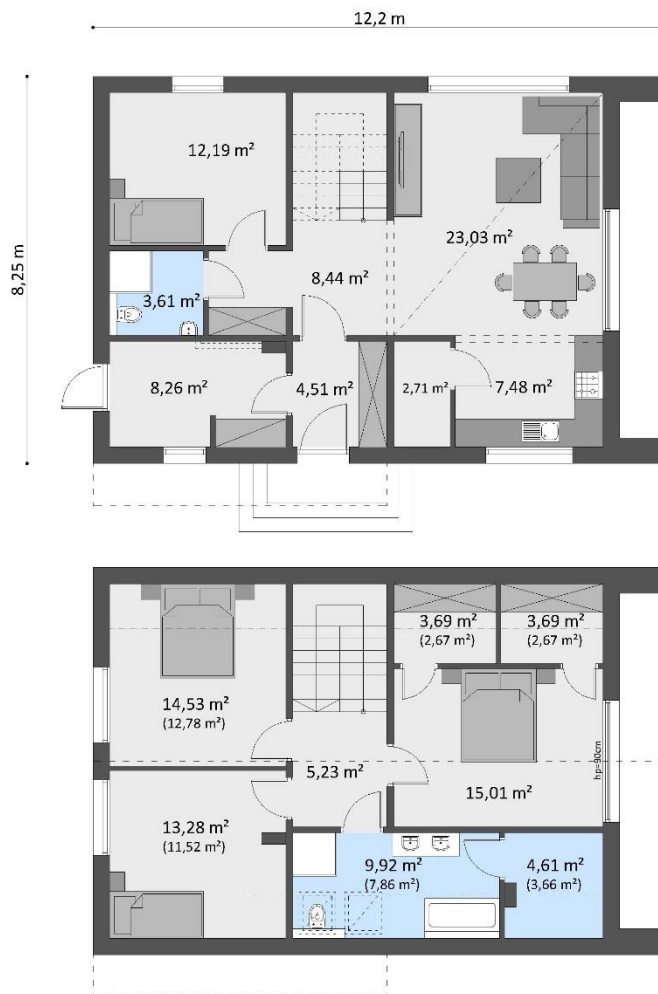 12,2 m
8,25 m
12,19 m²
23,03 m²
8,44 m²
3,61 m²
8,26 m²
4,51 m²
2,71 m²
7,48 m²
3,69 m²
(2,67 m²)
3,69 m²
(2,67 m²)
14,53 m²
(12,78 m²)
5,23 m²
15,01 m²
hp=90cm
13,28 m²
(11,52 m²)
9,92 m²
(7,86 m²)
4,61 m²
(3,66 m²)